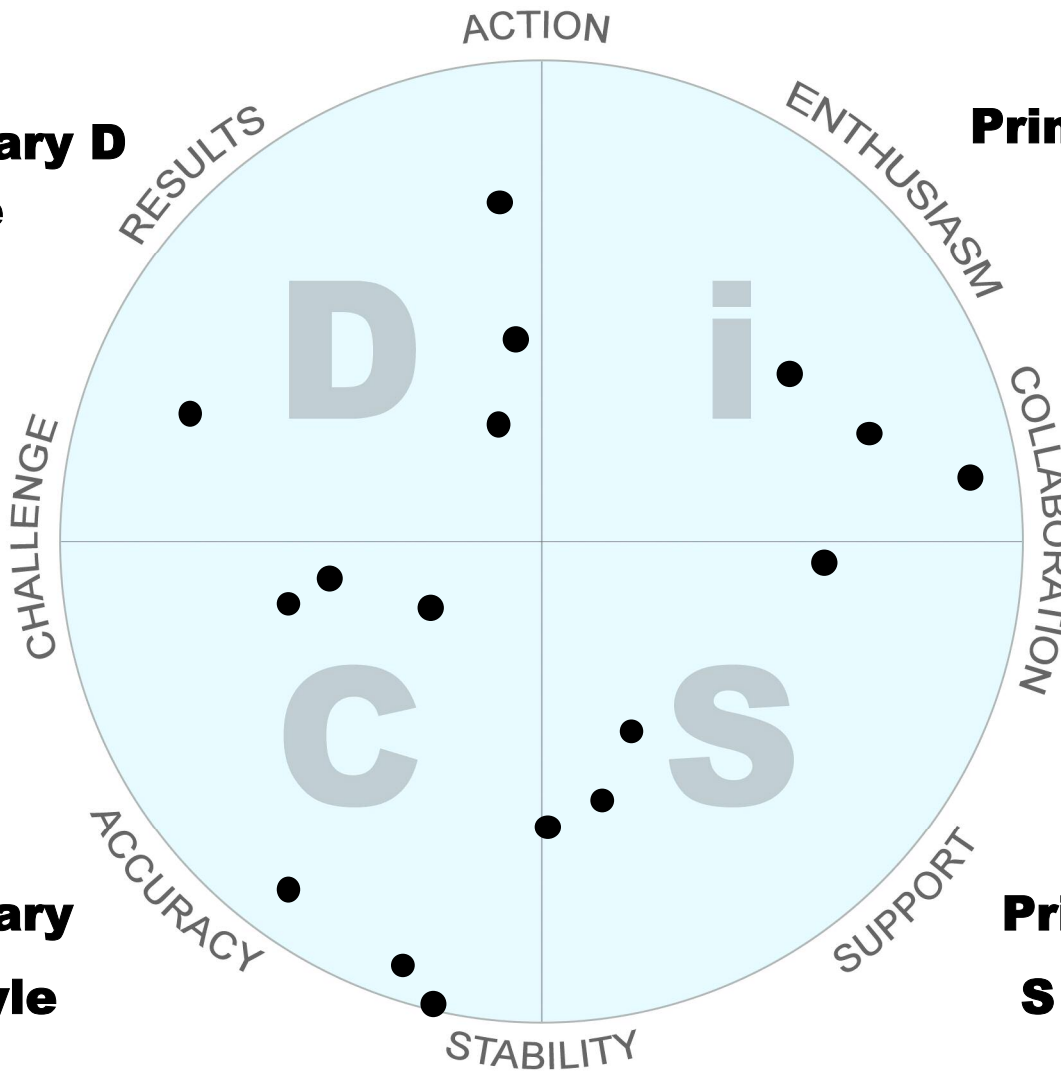 ACTION
RESULTS
ENTHUSIASM
ary D
Prin
e
D
i
CHALLENGE
COLLABORATION
C
S
ACCURACY
SUPPORT
ary
Pri
yle
S
STABILITY